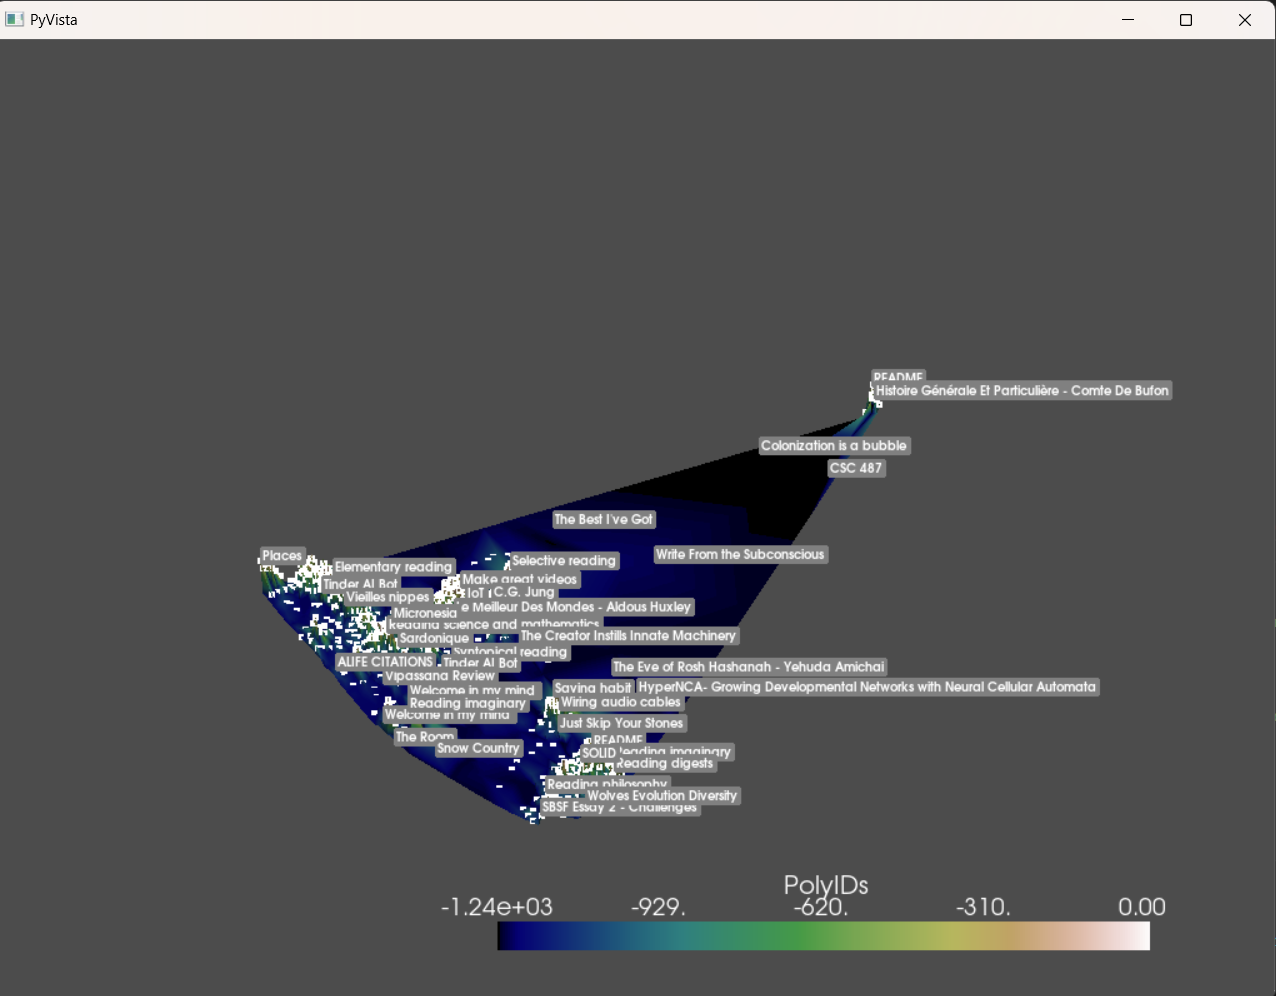 PyVista
README
Histoire Générale Et Particulière - Comte De Bufon
Colonization is a bubble
CSC 487
The Best I've Got
Write From the Subconscious
Places
Selective reading
Elementary reading
Make great videos
Tinder AI Bot
IoT
C.G. Jung
Vieilles nippes
e Meilleur Des Mondes - Aldous Huxley
Micronesia
Reading science and mathematics
Sardonique
The Creator Instills Innate Machinery
Syntopical reading
ALIFE CITATIONS
Tinder AI Bot
The Eve of Rosh Hashanah - Yehuda Amichai
Vipassana Review
Welcome in my mind
Saving habit
HyperNCA- Growing Developmental Networks with Neural Cellular Automata
Reading imaginary
Wiring audio cables
Welcome in my mind
Just Skip Your Stones
The Room
README
Snow Country
SOLID
eading imaginary
Reading digests
Reading philosophy
Wolves Evolution Diversity
SBSF Essay 2 - Challenges
PolyIDs
-1.24e+03 -929. -620. -310. 0.00